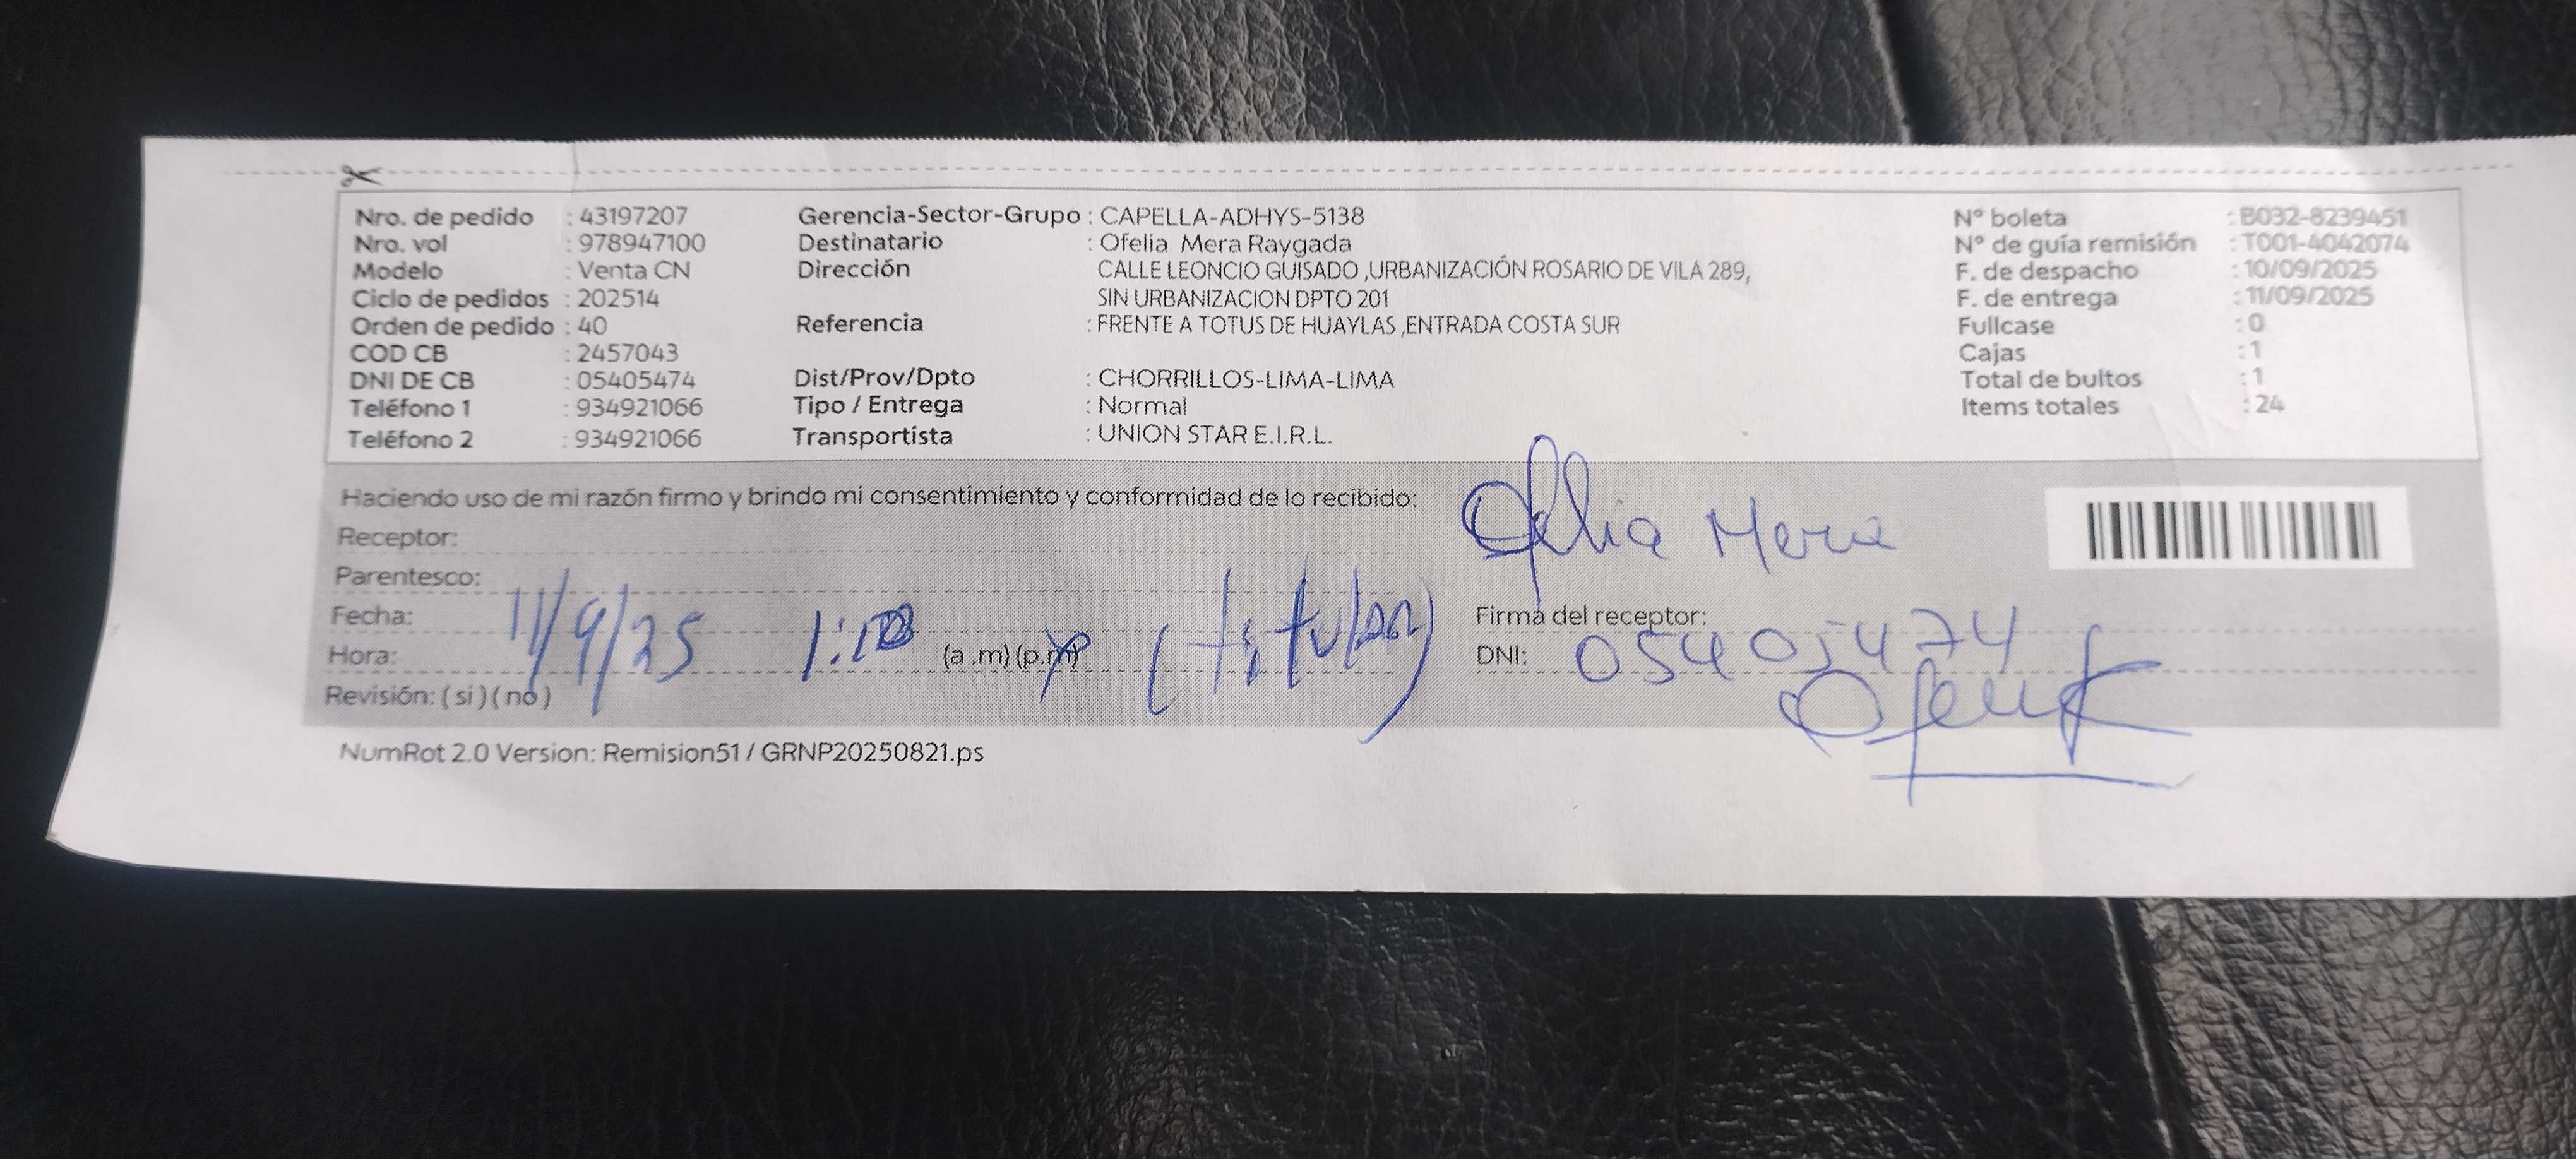 Nro. de pedido : 43197207
Nro. vol : 978947100
Modelo : Venta CN
Ciclo de pedidos : 202514
Orden de pedido : 40
COD CB : 2457043
DNI DE CB : 05405474
Teléfono 1 : 934921066
Teléfono 2 : 934921066
Gerencia-Sector-Grupo : CAPELLA-ADHYS-5138
Destinatario : Ofelia Mera Raygada
Dirección CALLE LEONCIO GUISADO ,URBANIZACIÓN ROSARIO DE VILA 289,
SIN URBANIZACION DPTO 201
Referencia : FRENTE A TOTUS DE HUAYLAS ,ENTRADA COSTA SUR
Dist/Prov/Dpto : CHORRILLOS-LIMA-LIMA
Tipo / Entrega : Normal
Transportista : UNION STAR E.I.R.L.
N° boleta : B032-8239451
N° de guía remisión : T001-4042074
F. de despacho : 10/09/2025
F. de entrega : 11/09/2025
Fullcase : 0
Cajas : 1
Total de bultos : 1
Items totales : 24
Haciendo uso de mi razón firmo y brindo mi consentimiento y conformidad de lo recibido:
Ofelia Mera
Receptor:
Parentesco:
Fecha: 11/9/25
Hora: (a .m) (p.m)
(titular)
Revisión: ( si ) ( no )
Firma del receptor:
DNI: 05405474
NumRot 2.0 Version: Remision51 / GRNP20250821.ps